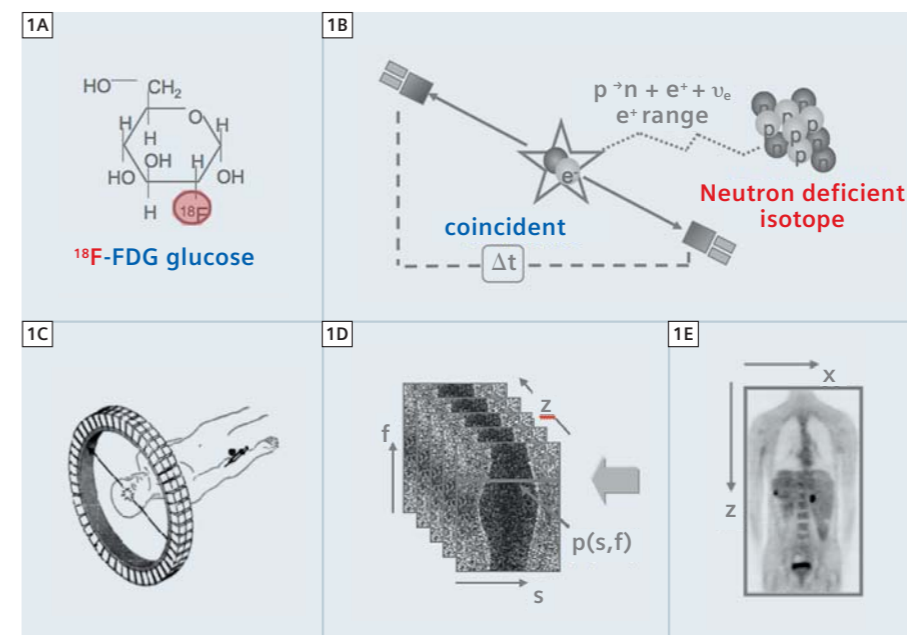 1A
HO
CH₂
O
H
H
H
OH
H
HO
OH
H
¹⁸F
¹⁸F-FDG glucose
1B
p → n + e⁺ + υₑ
e⁺ range
e⁻
n
p
Neutron deficient
isotope
coincident
Δt
1C
1D
f
z
p(s,f)
s
1E
x
z